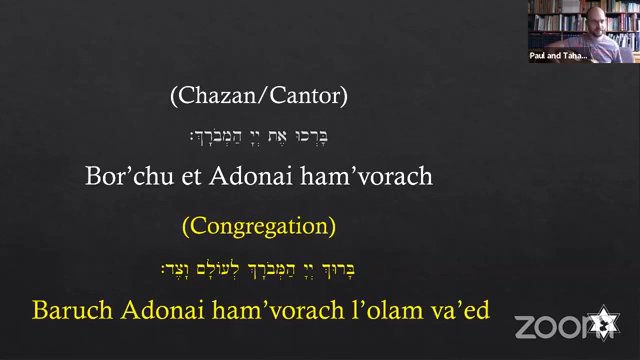 Paul and Taha...
(Chazan/Cantor)
בָּרְכוּ אֶת יְיָ הַמְבֹרָךְ:
Bor’chu et Adonai ham’vorach
(Congregation)
בָּרוּךְ יְיָ הַמְּבֹרָךְ לְעוֹלָם וָעֶד:
Baruch Adonai ham’vorach l’olam va’ed
zoom